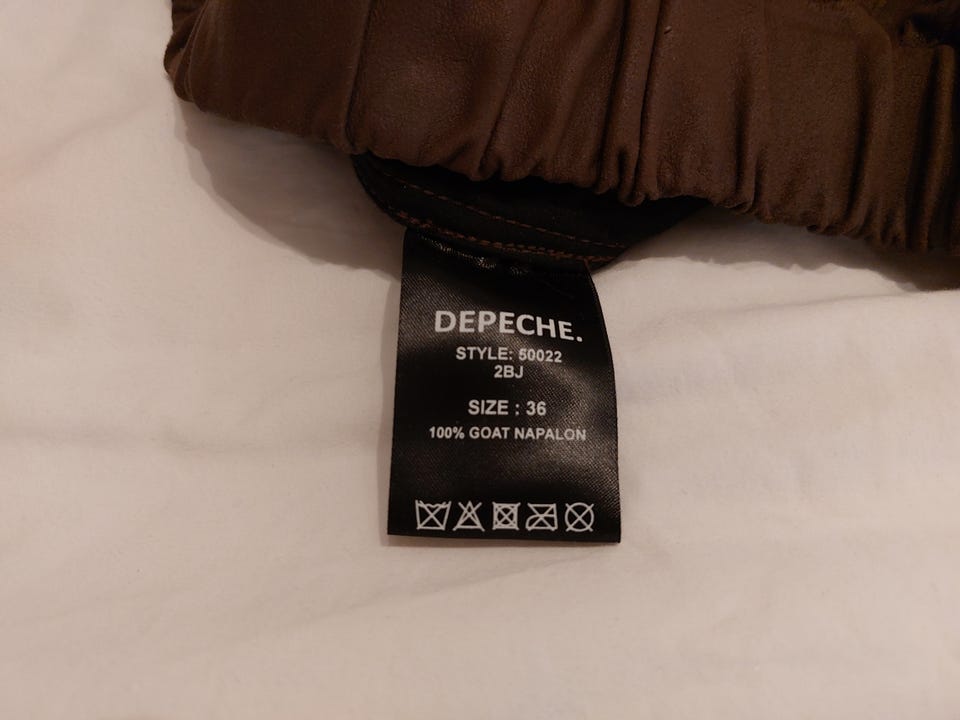 DEPECHE.
STYLE: 50022
2BJ
SIZE : 36
100% GOAT NAPALON